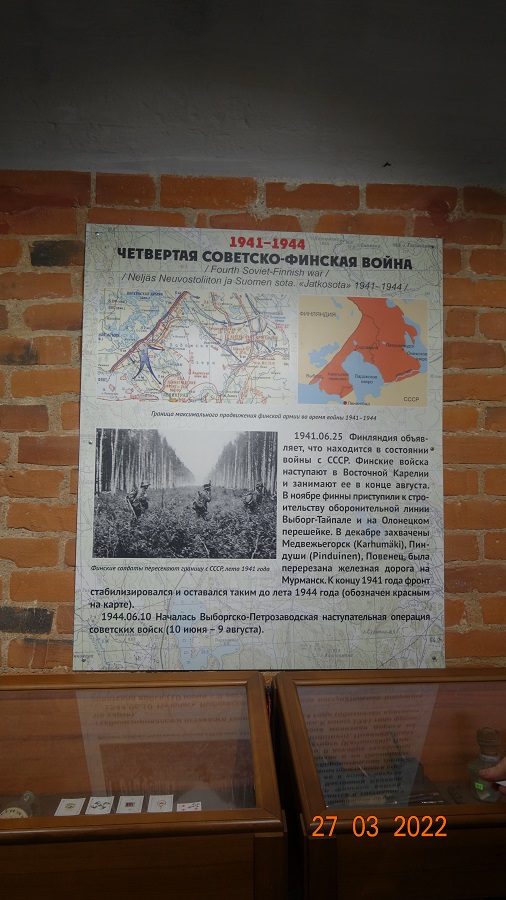 1941–1944
ЧЕТВЕРТАЯ СОВЕТСКО-ФИНСКАЯ ВОЙНА
/ Fourth Soviet-Finnish war /
/ Neljäs Neuvostoliiton ja Suomen sota. «Jatkosota» 1941–1944 /
ФИНЛЯНДИЯ
СССР
Граница максимального продвижения финской армии во время войны 1941–1944
1941.06.25 Финляндия объяв-
ляет, что находится в состоянии
войны с СССР. Финские войска
наступают в Восточной Карелии
и занимают ее в конце августа.
В ноябре финны приступили к стро-
ительству оборонительной линии
Выборг-Тайпале и на Олонецком
перешейке. В декабре захвачены
Медвежьегорск (Karhumäki), Пин-
души (Pinduinen), Повенец, была
перерезана железная дорога на
Мурманск. К концу 1941 года фронт
Финские солдаты пересекают границу с СССР, лето 1941 года
стабилизировался и оставался таким до лета 1944 года (обозначен красным
на карте).
1944.06.10 Началась Выборгско-Петрозаводская наступательная операция
советских войск (10 июня – 9 августа).
27 03 2022